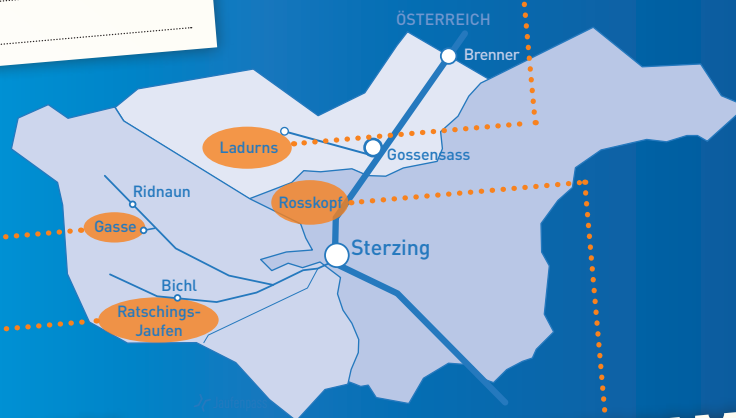 ÖSTERREICH
Brenner
Ladurns
Gossensass
Ridnaun
Rosskopf
Gasse
Sterzing
Bichl
Ratschings-
Jaufen